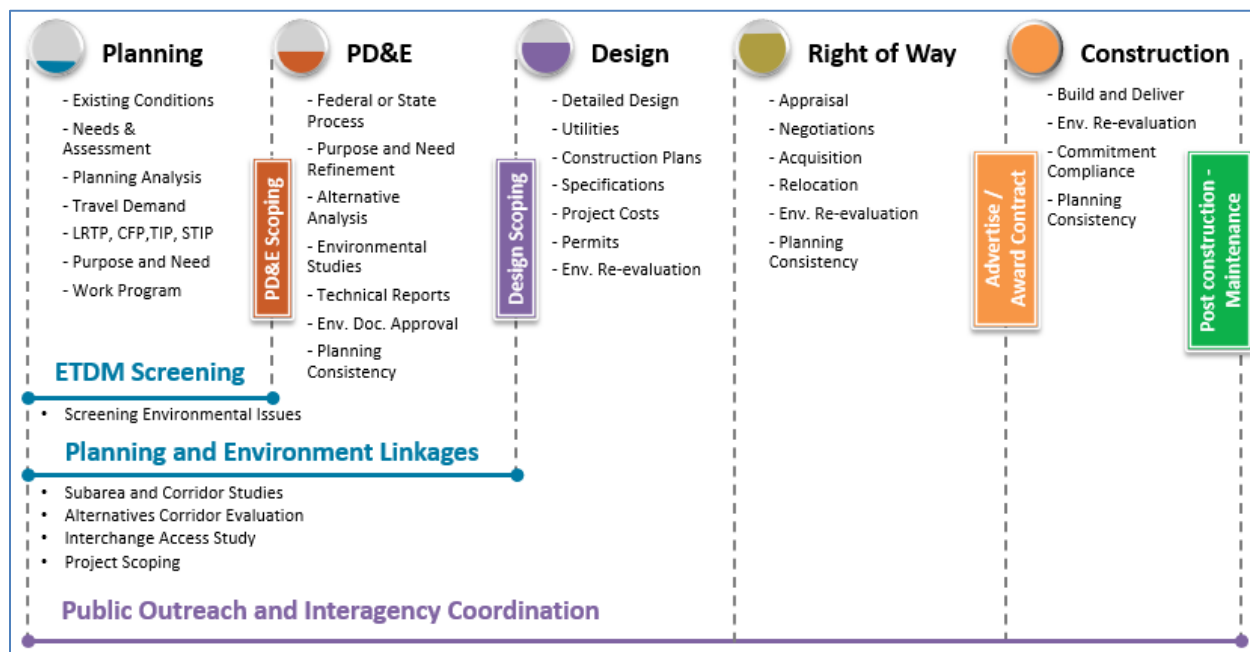 Planning
- Existing Conditions
- Needs &
Assessment
- Planning Analysis
- Travel Demand
- LRTP, CFP,TIP, STIP
- Purpose and Need
- Work Program
PD&E Scoping
PD&E
- Federal or State
Process
- Purpose and Need
Refinement
- Alternative
Analysis
- Environmental
Studies
- Technical Reports
- Env. Doc. Approval
- Planning
Consistency
Design Scoping
Design
- Detailed Design
- Utilities
- Construction Plans
- Specifications
- Project Costs
- Permits
- Env. Re-evaluation
Right of Way
- Appraisal
- Negotiations
- Acquisition
- Relocation
- Env. Re-evaluation
- Planning
Consistency
Advertise /
Award Contract
Construction
- Build and Deliver
- Env. Re-evaluation
- Commitment
Compliance
- Planning
Consistency
Post construction -
Maintenance
ETDM Screening
• Screening Environmental Issues
Planning and Environment Linkages
• Subarea and Corridor Studies
• Alternatives Corridor Evaluation
• Interchange Access Study
• Project Scoping
Public Outreach and Interagency Coordination